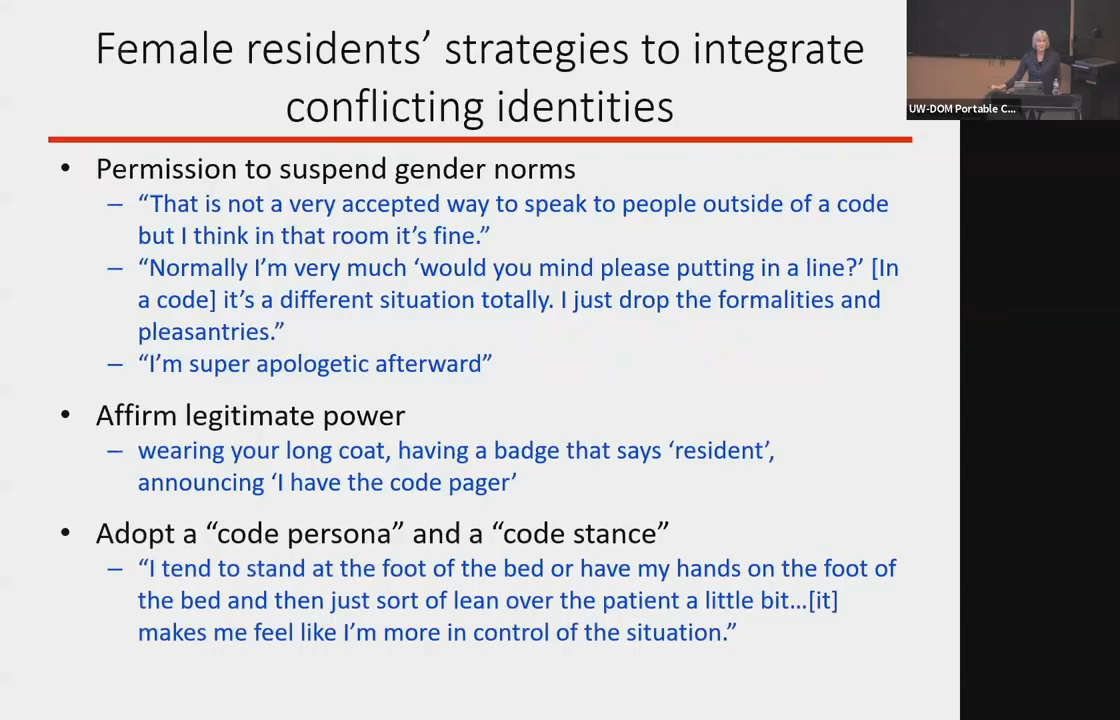 Female residents’ strategies to integrate
conflicting identities
UW-DOM Portable C...
• Permission to suspend gender norms
– “That is not a very accepted way to speak to people outside of a code
but I think in that room it’s fine.”
– “Normally I’m very much ‘would you mind please putting in a line?’ [In
a code] it’s a different situation totally. I just drop the formalities and
pleasantries.”
– “I’m super apologetic afterward”
• Affirm legitimate power
– wearing your long coat, having a badge that says ‘resident’,
announcing ‘I have the code pager’
• Adopt a “code persona” and a “code stance”
– “I tend to stand at the foot of the bed or have my hands on the foot of
the bed and then just sort of lean over the patient a little bit…[it]
makes me feel like I’m more in control of the situation.”